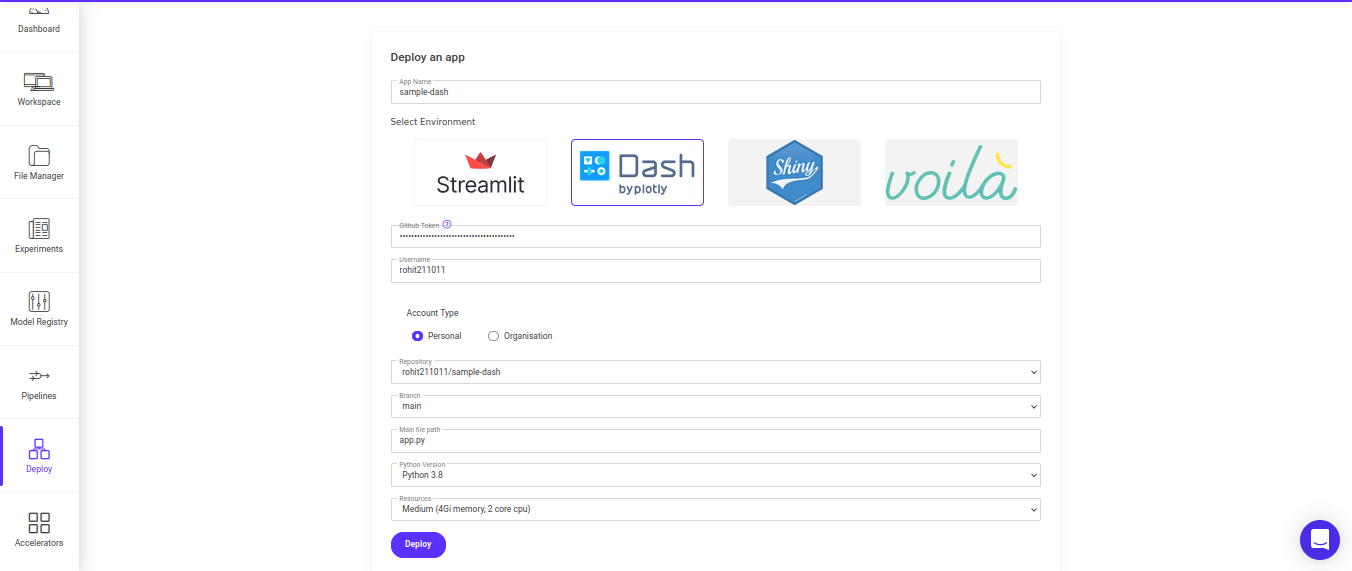 Dashboard
Workspace
File Manager
Experiments
Model Registry
Pipelines
Deploy
Accelerators
Deploy an app
App Name
sample-dash
Select Environment
Streamlit
Dash
by plotly
Shiny
voilà
Github Token ?
••••••••••••••••••••••••••••••••••••••••
Username
rohit211011
Account Type
Personal Organisation
Repository
rohit211011/sample-dash
Branch
main
Main file path
app.py
Python Version
Python 3.8
Resources
Medium (4Gi memory, 2 core cpu)
Deploy